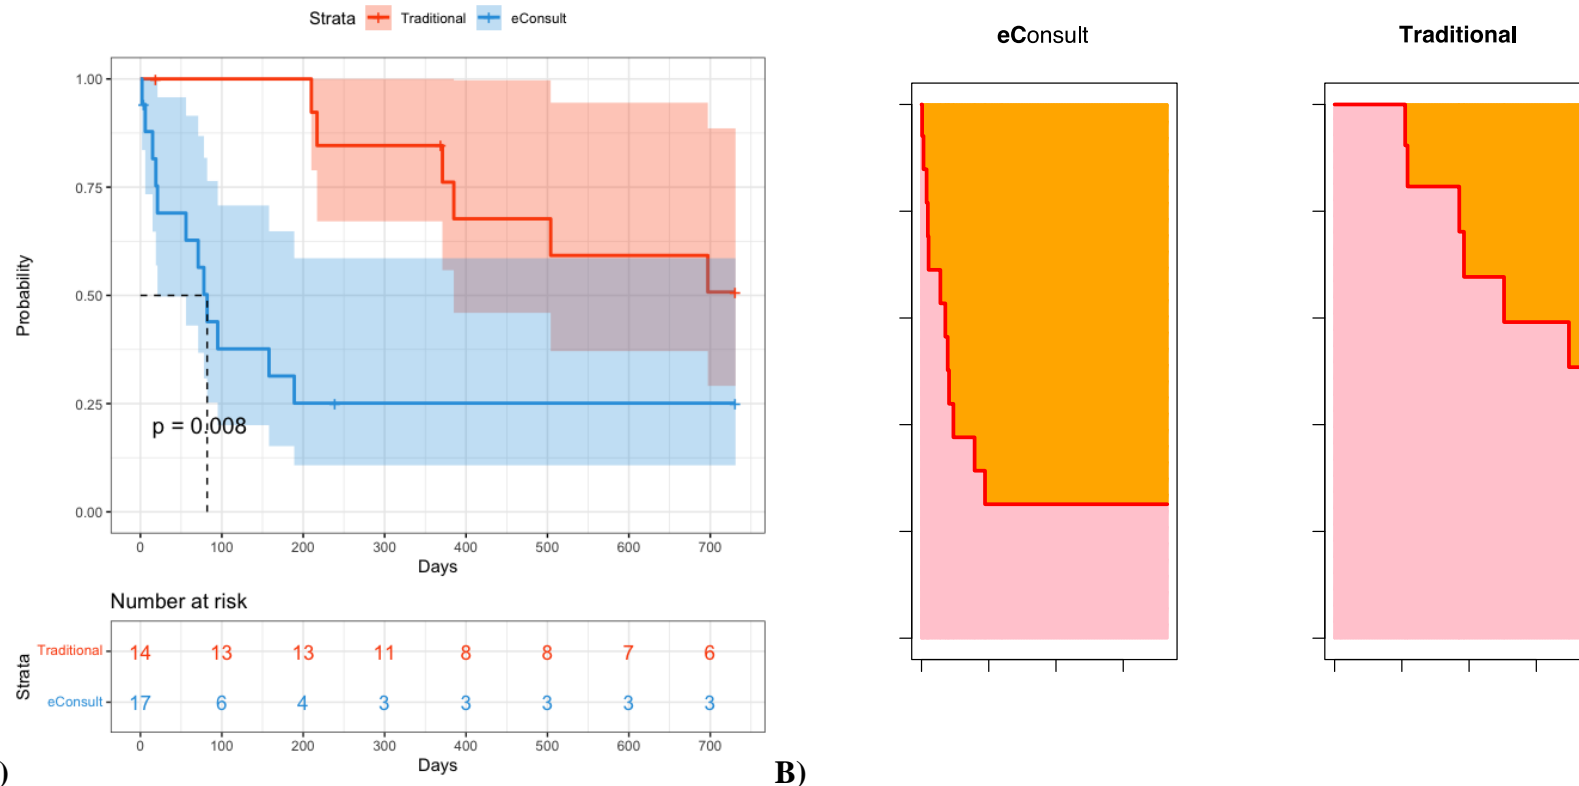 Strata Traditional eConsult
1.00
0.75
0.50
0.25
0.00
Probability
p = 0.008
0 100 200 300 400 500 600 700
Days
Number at risk
Strata
Traditional 14 13 13 11 8 8 7 6
eConsult 17 6 4 3 3 3 3 3
0 100 200 300 400 500 600 700
Days
)
B)
eConsult
Traditional